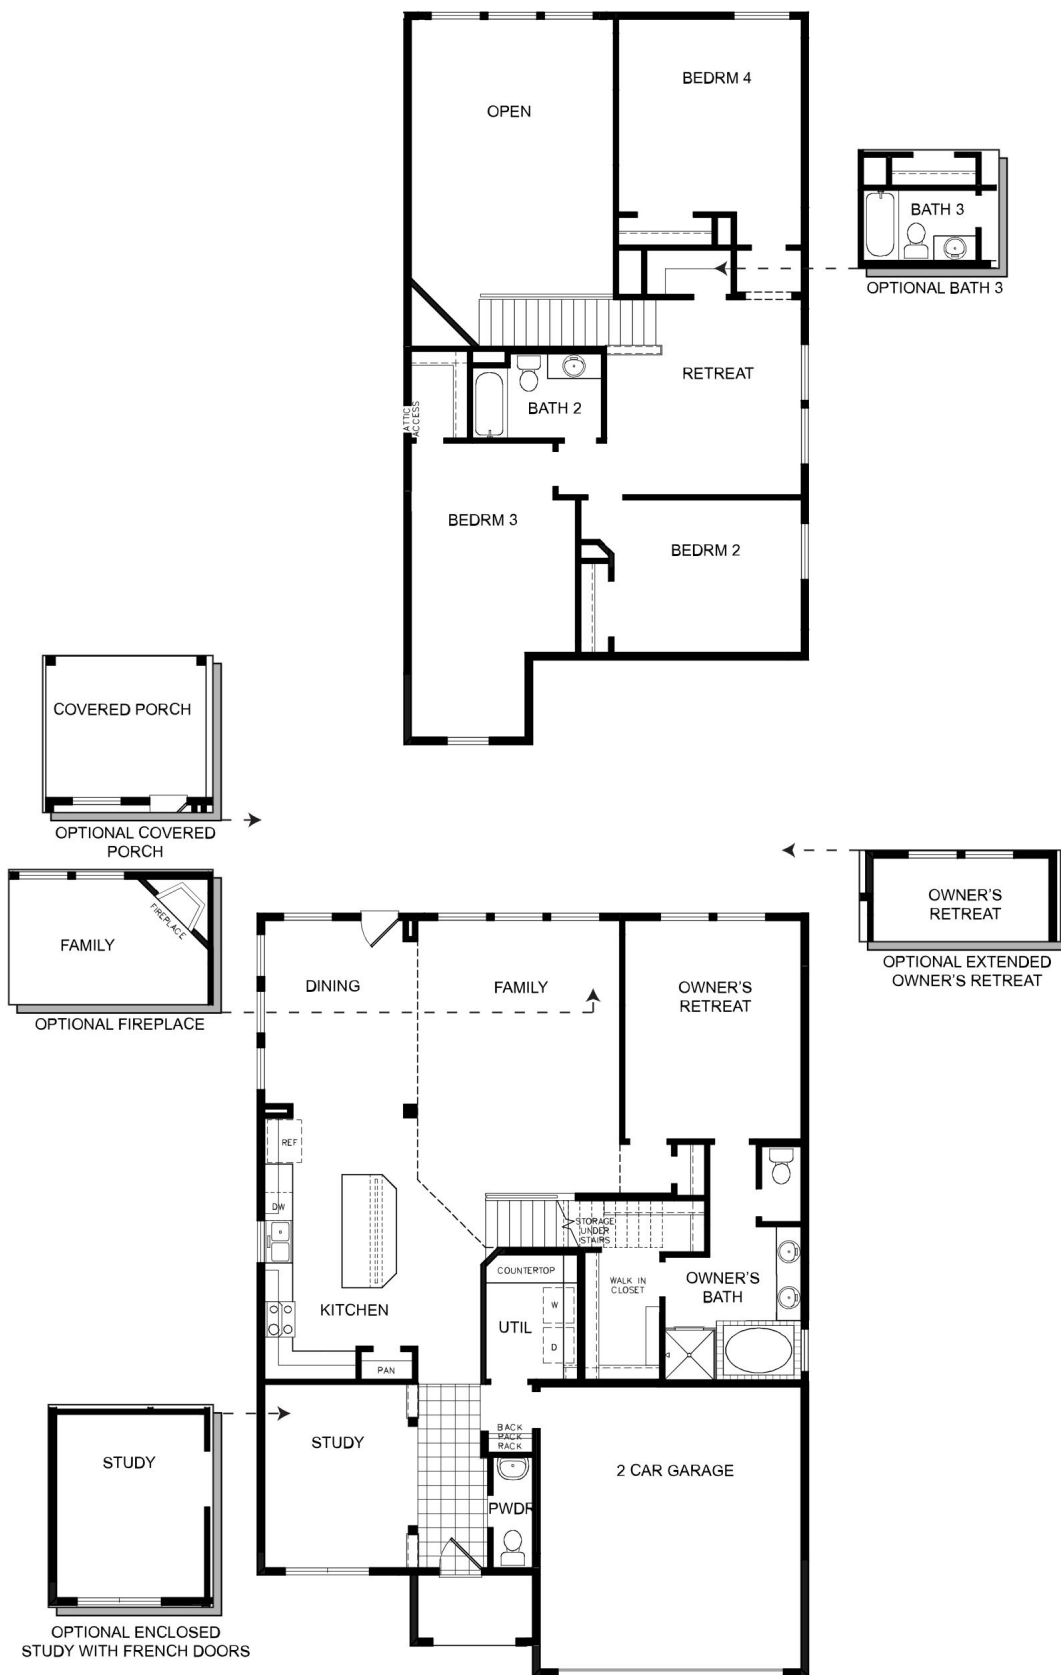 BEDRM 4
OPEN
BATH 3
OPTIONAL BATH 3
RETREAT
ATTIC
ACCESS
BATH 2
BEDRM 3
BEDRM 2
COVERED PORCH
OPTIONAL COVERED
PORCH
FIREPLACE
FAMILY
OPTIONAL FIREPLACE
OWNER'S
RETREAT
OPTIONAL EXTENDED
OWNER'S RETREAT
DINING
FAMILY
OWNER'S
RETREAT
REF
DW
STORAGE
UNDER
STAIRS
COUNTERTOP
WALK IN
CLOSET
OWNER'S
BATH
W
KITCHEN
UTIL
D
PAN
BACK
PACK
RACK
STUDY
2 CAR GARAGE
PWDR
STUDY
OPTIONAL ENCLOSED
STUDY WITH FRENCH DOORS